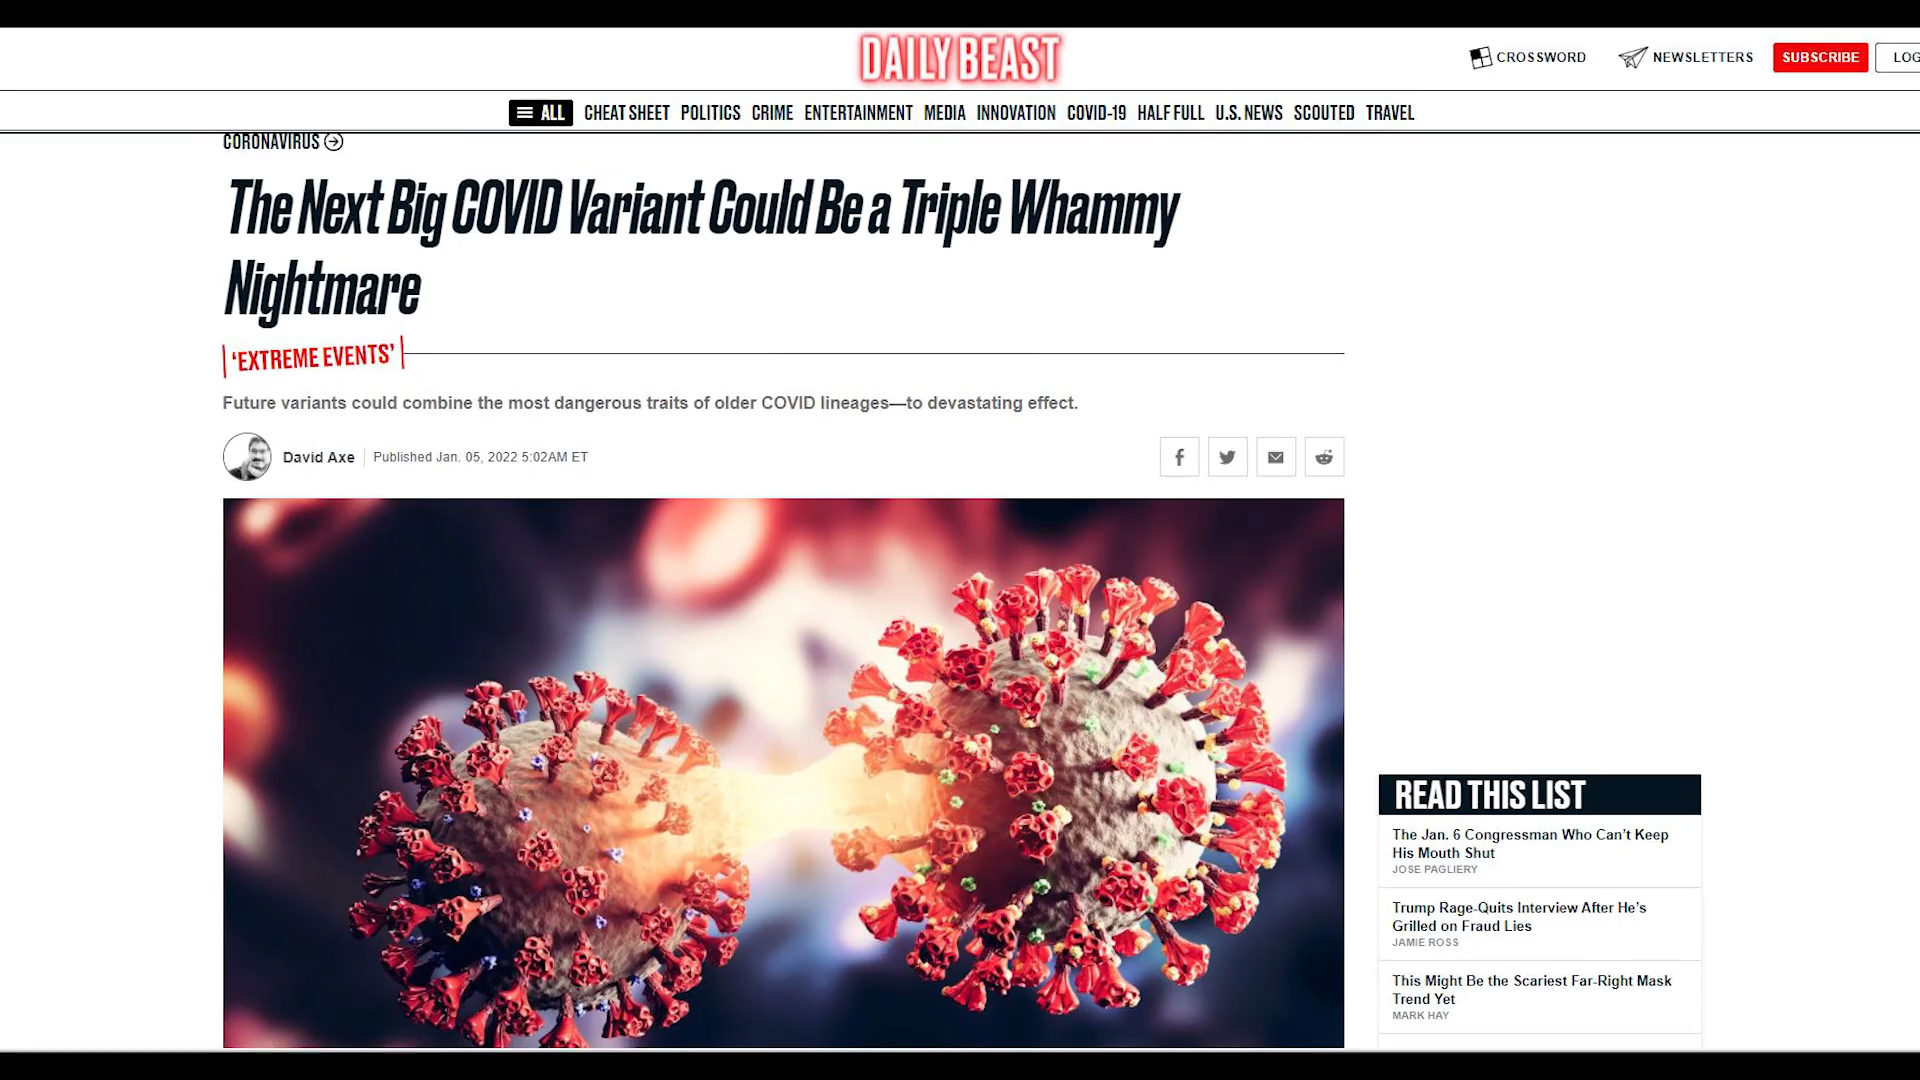 DAILY BEAST
CROSSWORD
NEWSLETTERS
SUBSCRIBE
ALL CHEAT SHEET POLITICS CRIME ENTERTAINMENT MEDIA INNOVATION COVID-19 HALF FULL U.S. NEWS SCOUTED TRAVEL
CORONAVIRUS
The Next Big COVID Variant Could Be a Triple Whammy
Nightmare
‘EXTREME EVENTS’
Future variants could combine the most dangerous traits of older COVID lineages—to devastating effect.
David Axe
Published Jan. 05, 2022 5:02AM ET
READ THIS LIST
The Jan. 6 Congressman Who Can’t Keep
His Mouth Shut
JOSE PAGLIERY
Trump Rage-Quits Interview After He’s
Grilled on Fraud Lies
JAMIE ROSS
This Might Be the Scariest Far-Right Mask
Trend Yet
MARK HAY